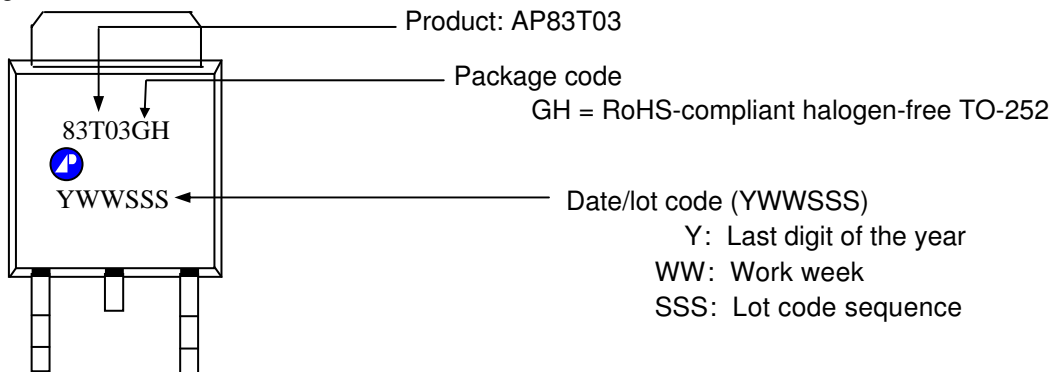 Product: AP83T03
Package code
GH = RoHS-compliant halogen-free TO-252
83T03GH
YWWSSS
Date/lot code (YWWSSS)
Y: Last digit of the year
WW: Work week
SSS: Lot code sequence